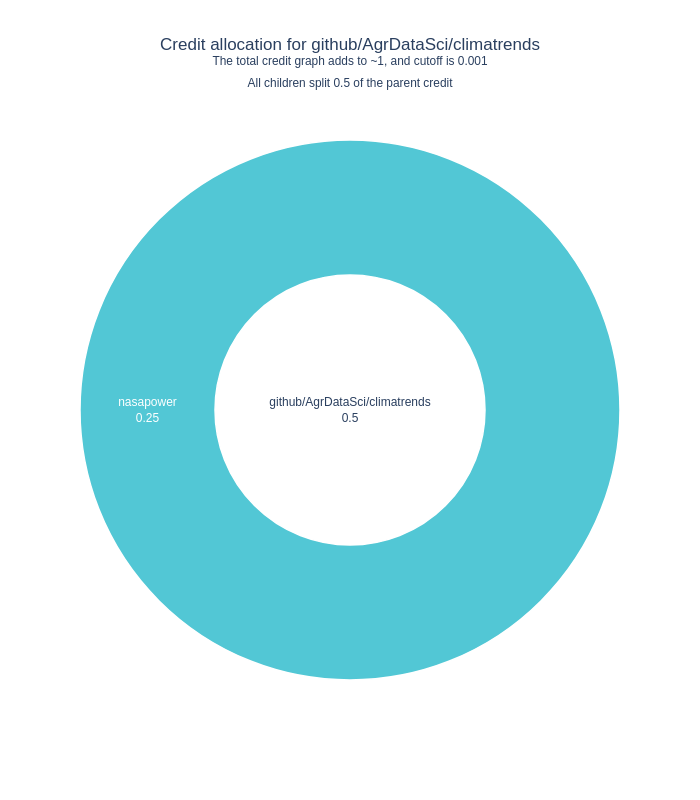 Credit allocation for github/AgrDataSci/climatrends
The total credit graph adds to ~1, and cutoff is 0.001
All children split 0.5 of the parent credit
nasapower
0.25
github/AgrDataSci/climatrends
0.5